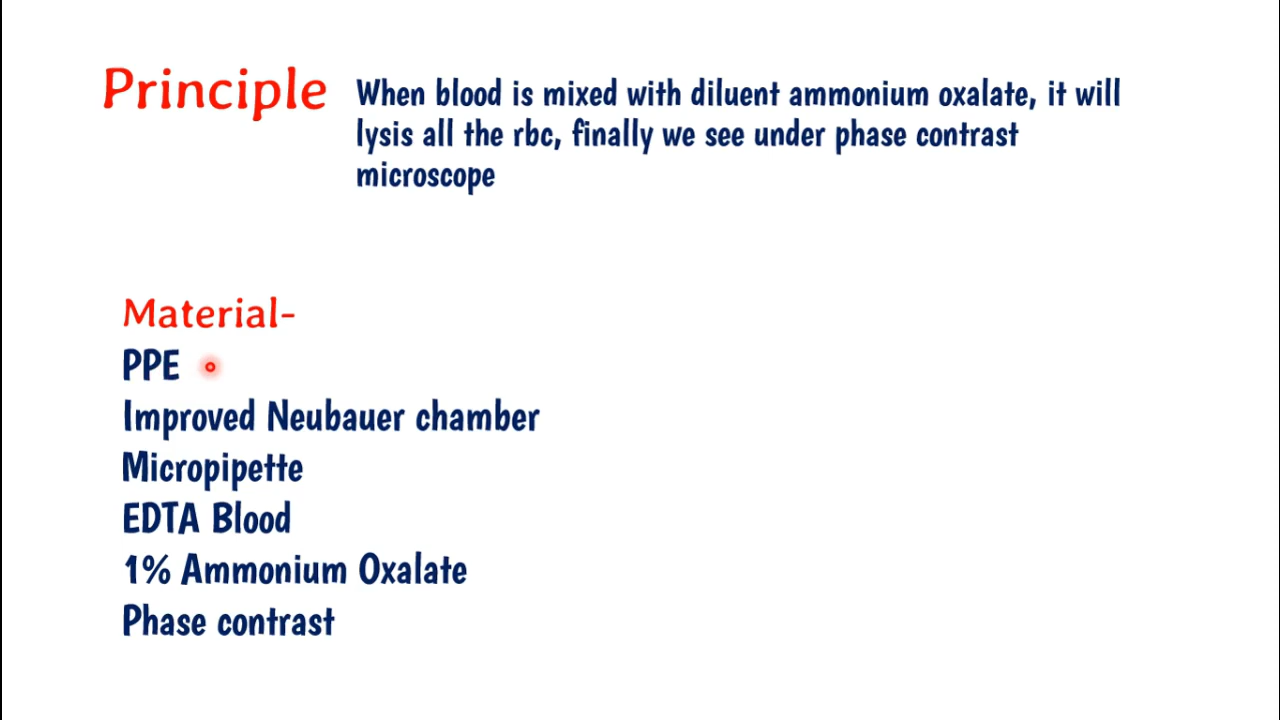 Principle
When blood is mixed with diluent ammonium oxalate, it will
lysis all the rbc, finally we see under phase contrast
microscope
Material-
PPE
Improved Neubauer chamber
Micropipette
EDTA Blood
1% Ammonium Oxalate
Phase contrast